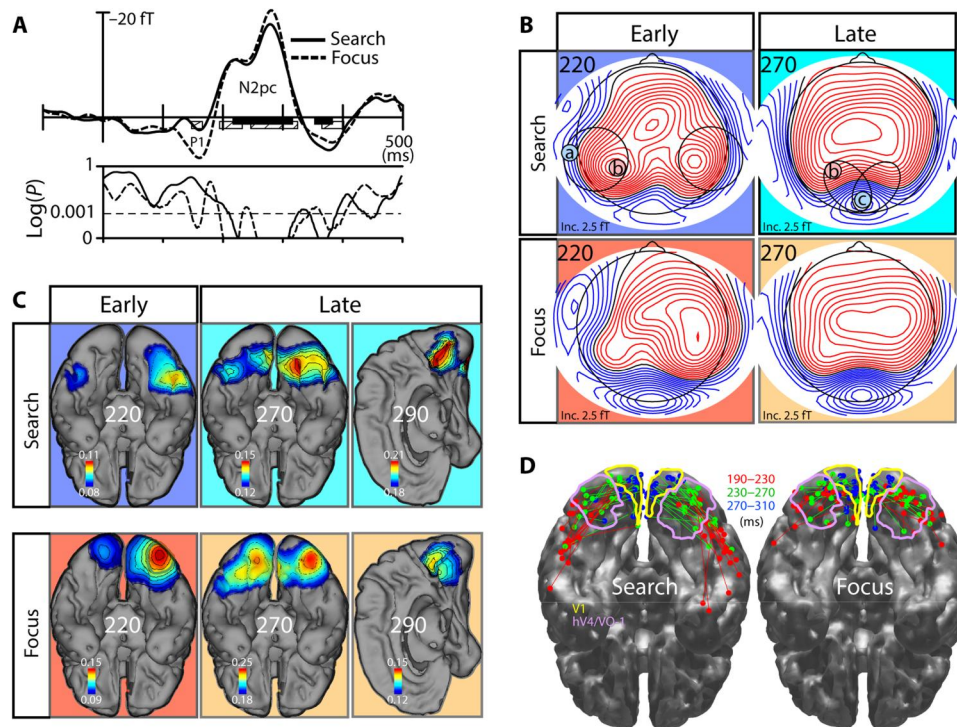 A
–20 fT
Search
Focus
N2pc
P1
500
(ms)
1
Log(P)
0.001
0
B
Early
Late
Search
220
a
b
Inc. 2.5 fT
270
b
c
Inc. 2.5 fT
Focus
220
Inc. 2.5 fT
270
Inc. 2.5 fT
C
Early
Late
Search
220
0.11
0.08
270
0.15
0.12
290
0.21
0.18
Focus
220
0.15
0.09
270
0.25
0.18
290
0.15
0.12
D
190–230
230–270
270–310
(ms)
Search
Focus
V1
hV4/VO-1